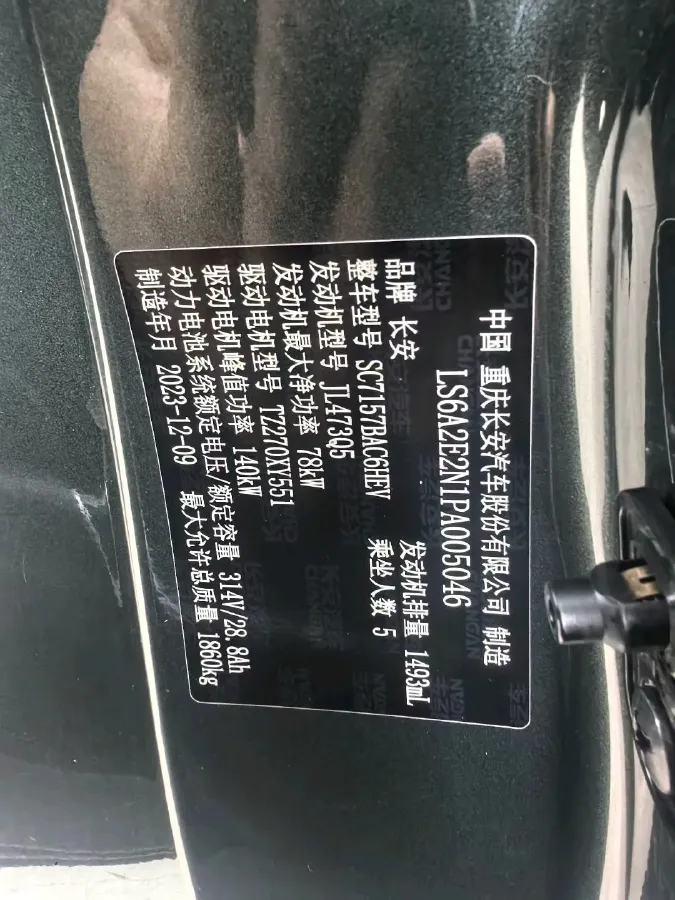 中国 重庆长安汽车股份有限公司 制造
LS6A2E2N1PA005046
品牌 长安 发动机排量 1493mL
整车型号 SC7157BAC6HEV 乘坐人数 5
发动机型号 JL473Q5
发动机最大净功率 78kW
驱动电机型号 TZ270XY551
驱动电机峰值功率 140kW
动力电池系统额定电压/额定容量 314V/28.8Ah
制造年月 2023-12-09 最大允许总质量 1860kg